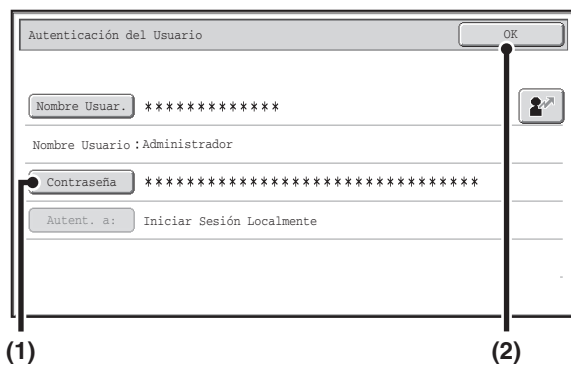 Autenticación del Usuario OK
Nombre Usuar. *************
Nombre Usuario :Administrador
Contraseña ********************************
Autent. a: Iniciar Sesión Localmente
(1) (2)